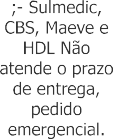 ;- Sulmedic,
CBS, Maeve e
HDL Não
atende o prazo
de entrega,
pedido
emergencial.